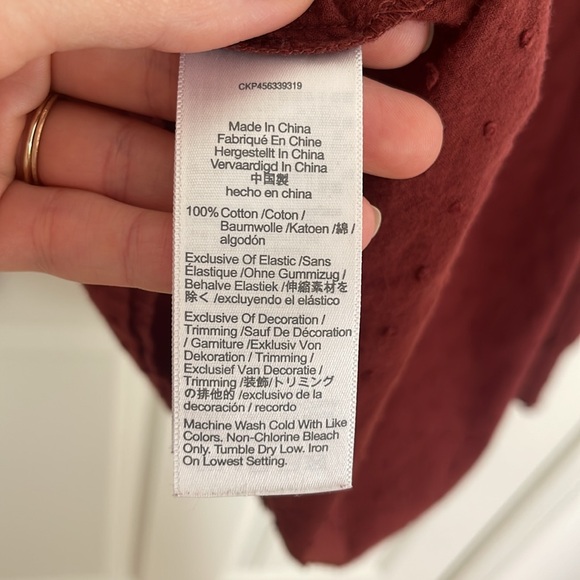 CKP456339319
Made In China
Fabriqué En Chine
Hergestellt In China
Vervaardigd In China
中国製
hecho en china
100% Cotton /Coton /
Baumwolle /Katoen /綿 /
algodón
Exclusive Of Elastic /Sans
Élastique /Ohne Gummizug /
Behalve Elastiek /伸縮素材を
除く /excluyendo el elástico
Exclusive Of Decoration /
Trimming /Sauf De Décoration
/ Garniture /Exklusiv Von
Dekoration / Trimming /
Exclusief Van Decoratie /
Trimming /装飾/トリミング
の排他的 /exclusivo de la
decoración / recordo
Machine Wash Cold With Like
Colors. Non-Chlorine Bleach
Only. Tumble Dry Low. Iron
On Lowest Setting.